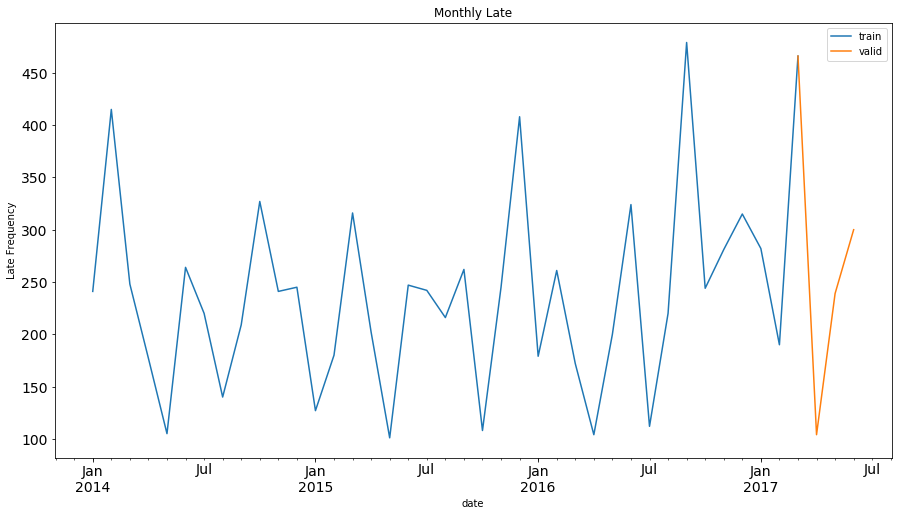 Monthly Late
train
valid
450
400
350
300
250
200
150
100
Late Frequency
Jan Jul Jan Jul Jan Jul Jan Jul
2014 2015 2016 2017
date